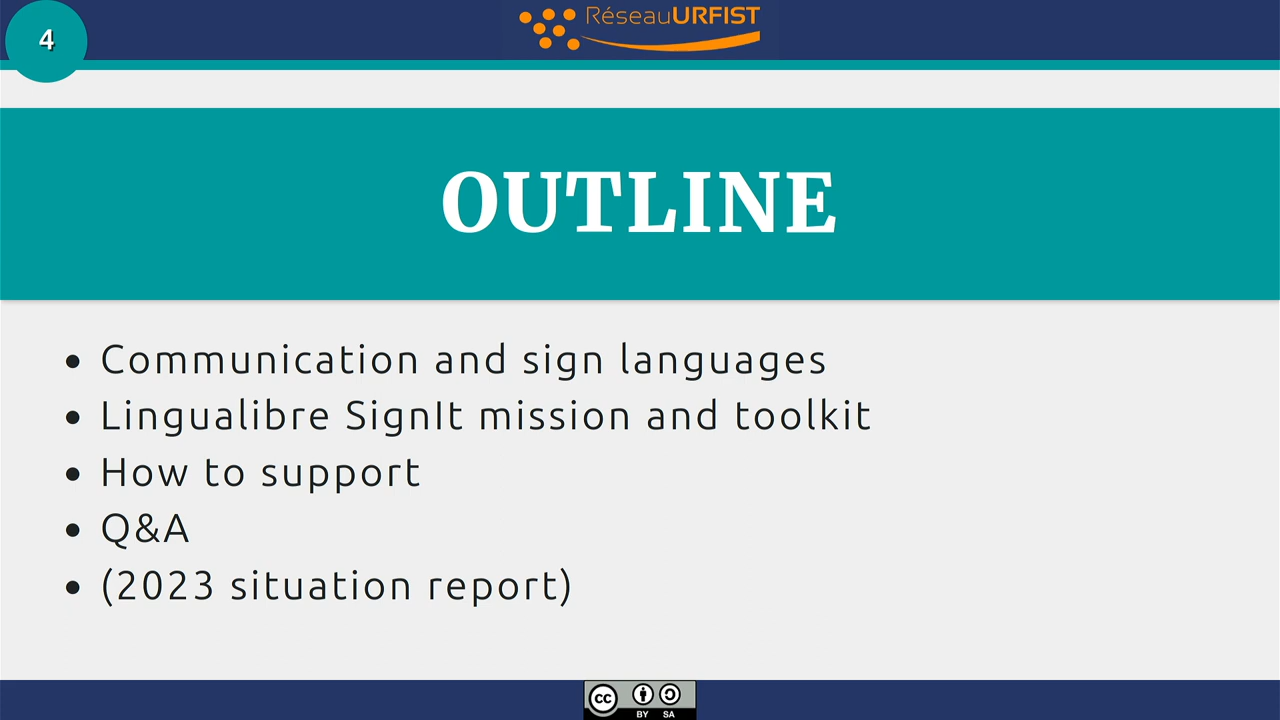 4
RéseauURFIST
OUTLINE
• Communication and sign languages
• Lingualibre SignIt mission and toolkit
• How to support
• Q&A
• (2023 situation report)
cc
BY SA